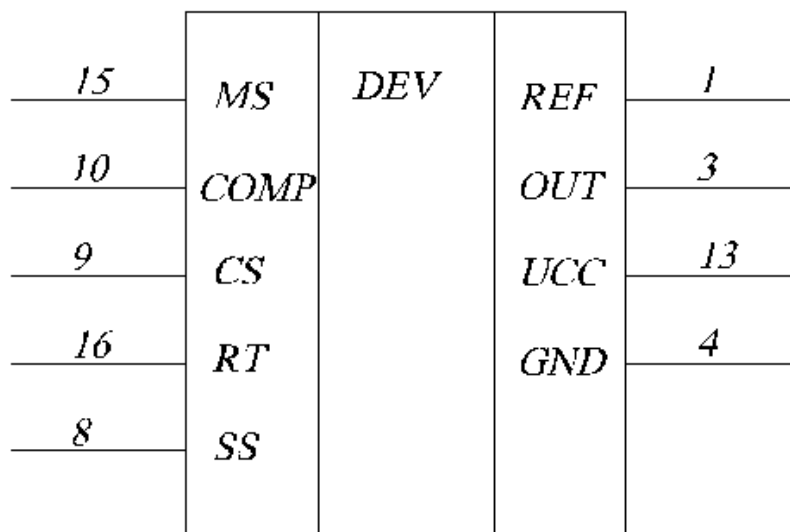 15 MS DEV REF 1
10 COMP OUT 3
9 CS UCC 13
16 RT GND 4
8 SS